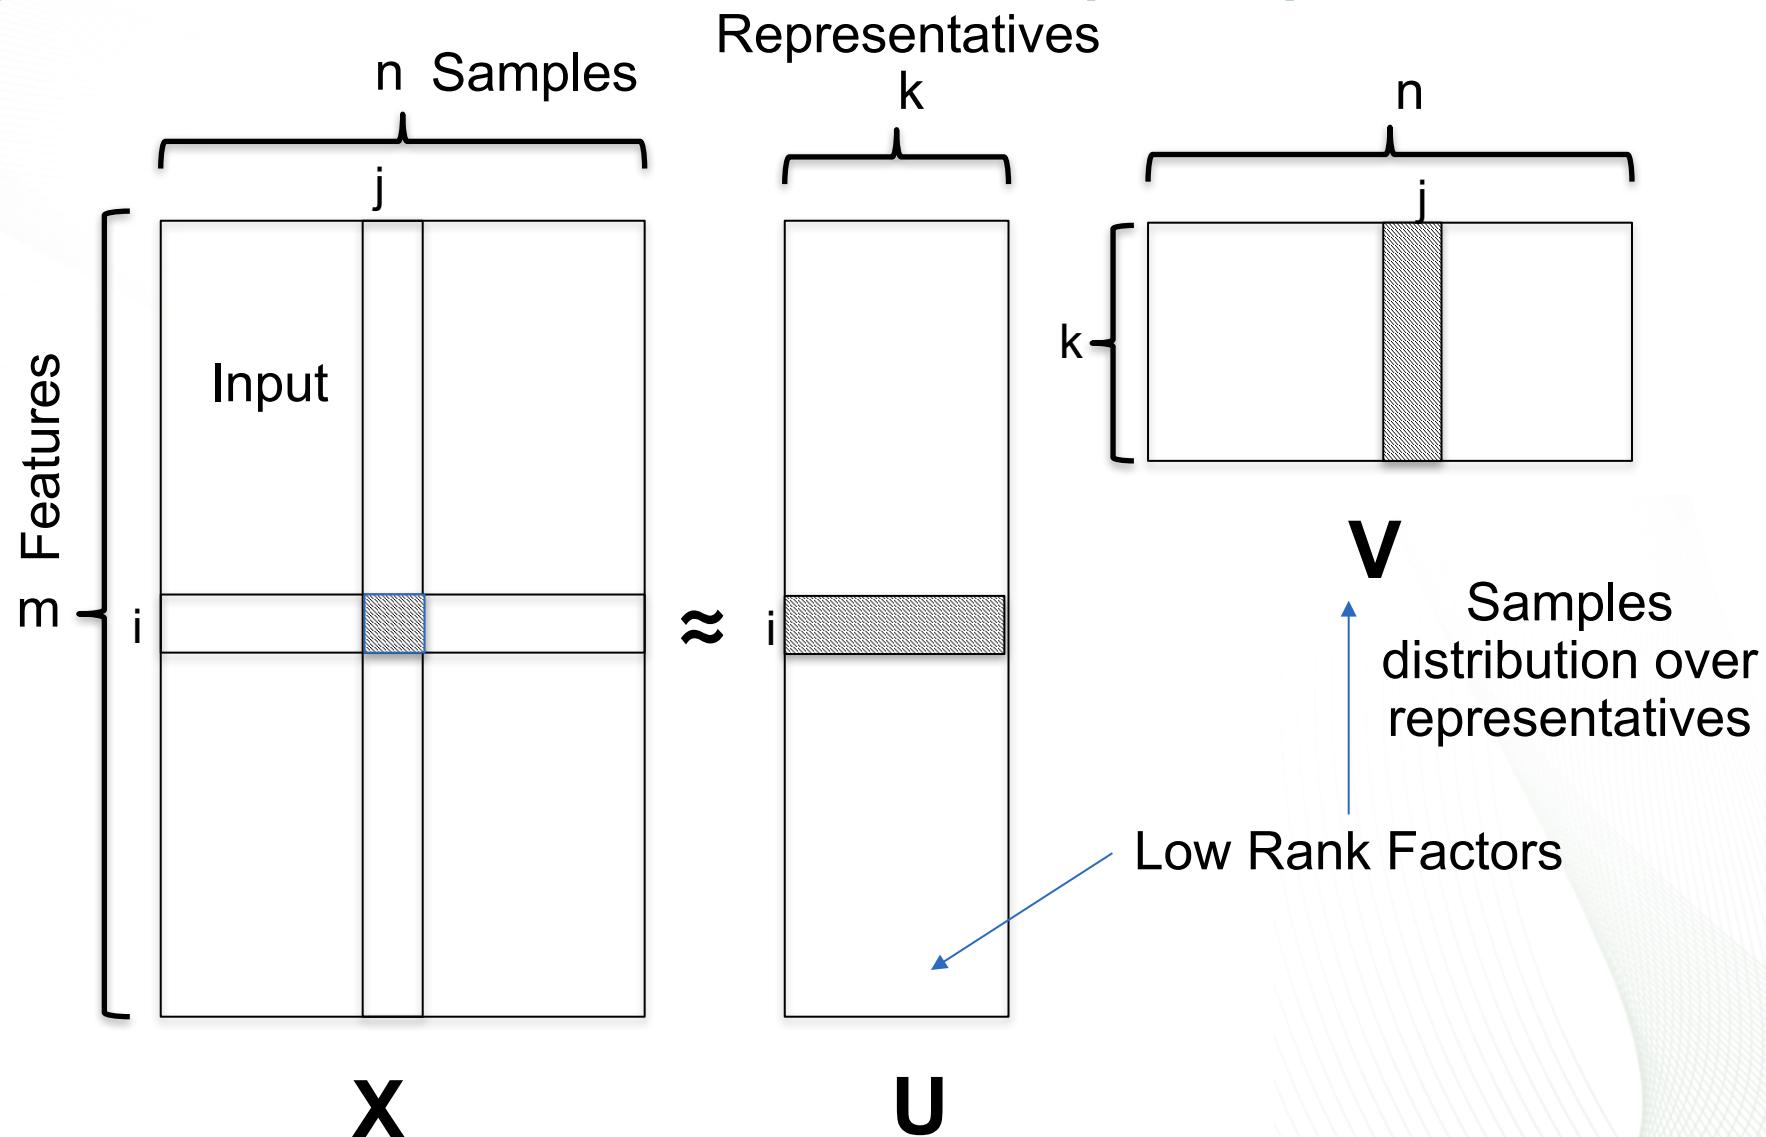 n Samples
Representatives
k
n
j
j
Input
k
m Features
i
≈
i
V
Samples
distribution over
representatives
Low Rank Factors
X
U